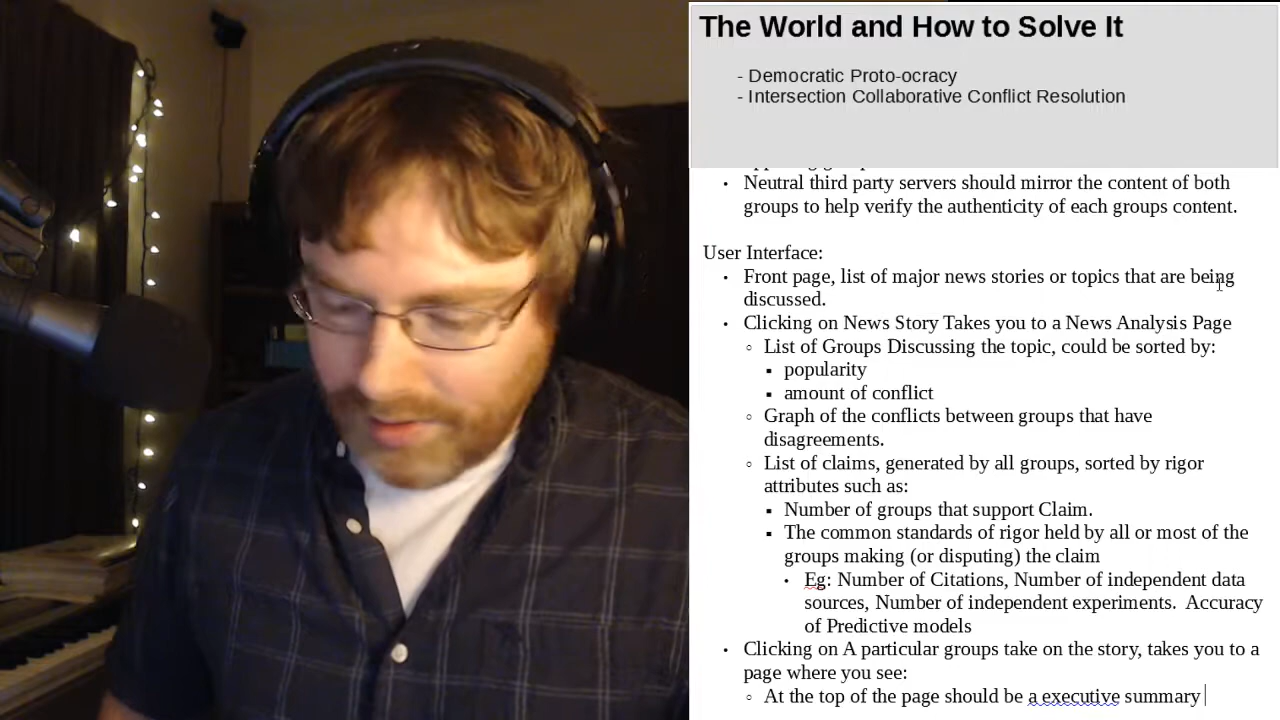 The World and How to Solve It
- Democratic Proto-ocracy
- Intersection Collaborative Conflict Resolution
• Neutral third party servers should mirror the content of both
groups to help verify the authenticity of each groups content.
User Interface:
• Front page, list of major news stories or topics that are being
discussed.
• Clicking on News Story Takes you to a News Analysis Page
◦ List of Groups Discussing the topic, could be sorted by:
▪ popularity
▪ amount of conflict
◦ Graph of the conflicts between groups that have
disagreements.
◦ List of claims, generated by all groups, sorted by rigor
attributes such as:
▪ Number of groups that support Claim.
▪ The common standards of rigor held by all or most of the
groups making (or disputing) the claim
• Eg: Number of Citations, Number of independent data
sources, Number of independent experiments.  Accuracy
of Predictive models
• Clicking on A particular groups take on the story, takes you to a
page where you see:
◦ At the top of the page should be a executive summary